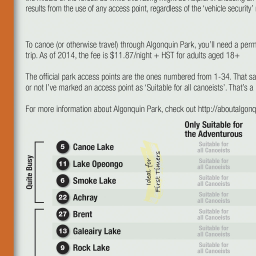 results from the use of any access point, regardless of the 'vehicle security'
To canoe (or otherwise travel) through Algonquin Park, you'll need a perm
trip. As of 2014, the fee is $11.87/night + HST for adults aged 18+
The official park access points are the ones numbered from 1-34. That sa
or not I've marked an access point as 'Suitable for all canoeists'. That's a
For more information about Algonquin Park, check out http://aboutalgonq
Only Suitable for
the Adventurous
Quite Busy
Ideal for
First Timers
5 Canoe Lake Suitable for
all Canoeists
11 Lake Opeongo Suitable for
all Canoeists
6 Smoke Lake Suitable for
all Canoeists
22 Achray Suitable for
all Canoeists
27 Brent Suitable for
all Canoeists
13 Galeairy Lake Suitable for
all Canoeists
9 Rock Lake Suitable for
all Canoeists